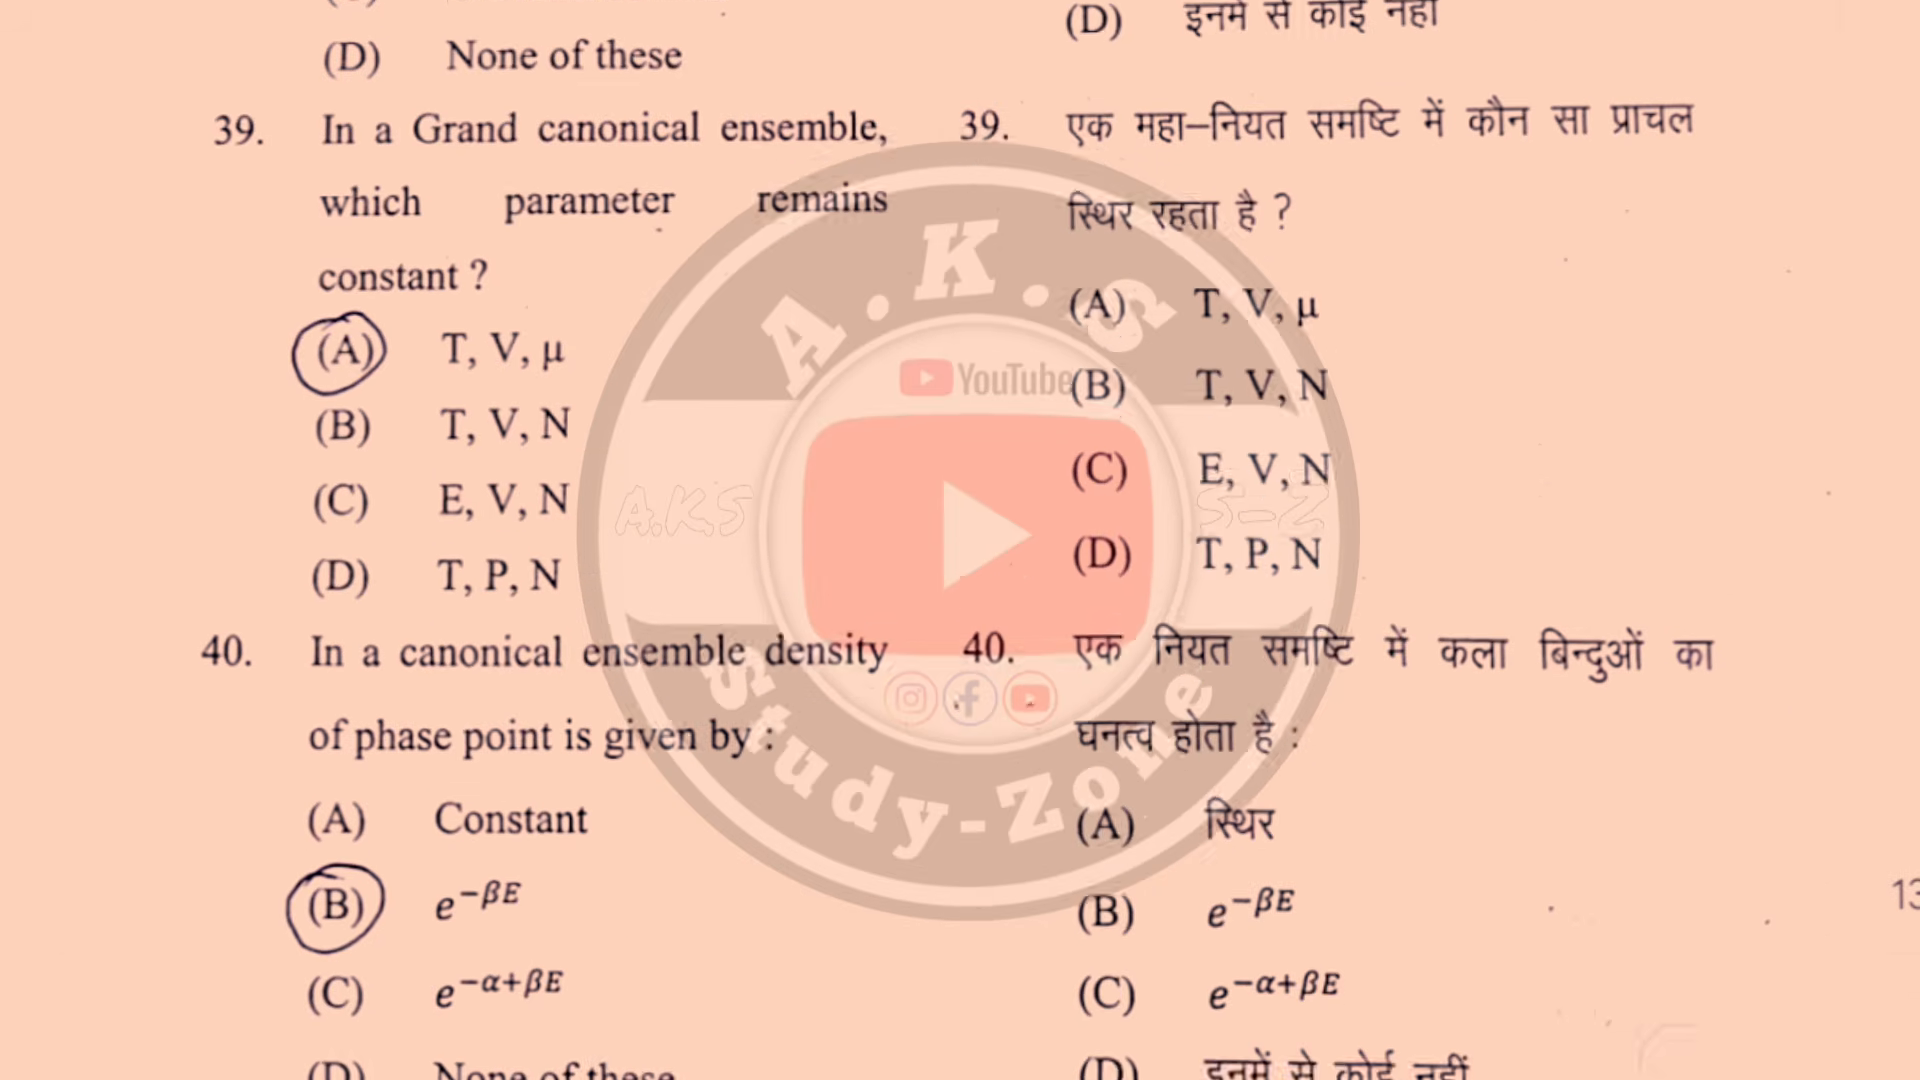 (D) None of these
39. In a Grand canonical ensemble,
which parameter remains
constant ?
(A) T, V, μ
(B) T, V, N
(C) E, V, N
(D) T, P, N
40. In a canonical ensemble density
of phase point is given by :
(A) Constant
(B) e^{-βE}
(C) e^{-α+βE}
(D) None of these
(D) इनमें से कोई नहीं
39. एक महा–नियत समष्टि में कौन सा प्राचल
स्थिर रहता है ?
(A) T, V, μ
(B) T, V, N
(C) E, V, N
(D) T, P, N
40. एक नियत समष्टि में कला बिन्दुओं का
घनत्व होता है :
(A) स्थिर
(B) e^{-βE}
(C) e^{-α+βE}
(D) इनमें से कोई नहीं
13
A.K.S
YouTube
A.K.S S-Z
Study-Zone